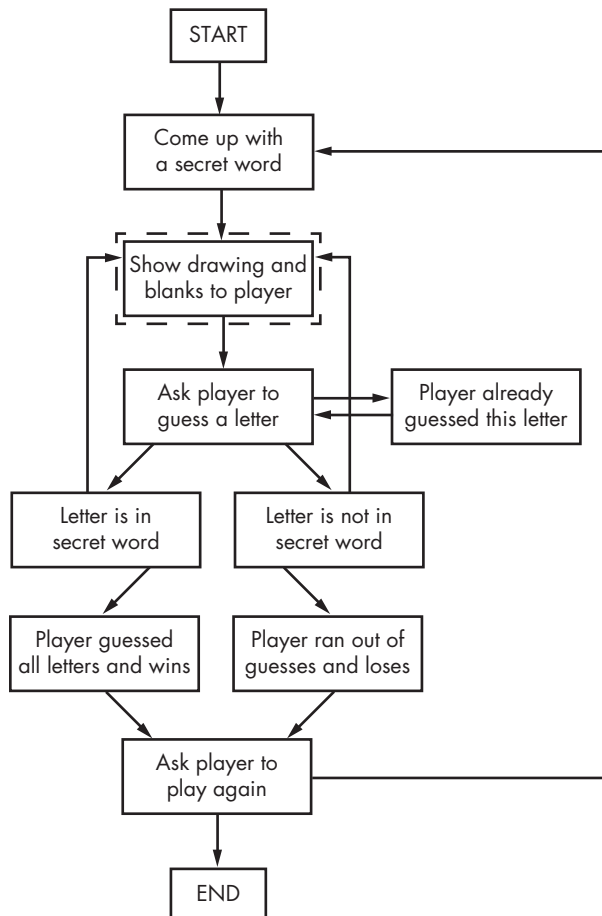 START
Come up with
a secret word
Show drawing and
blanks to player
Ask player to
guess a letter
Player already
guessed this letter
Letter is in
secret word
Letter is not in
secret word
Player guessed
all letters and wins
Player ran out of
guesses and loses
Ask player to
play again
END